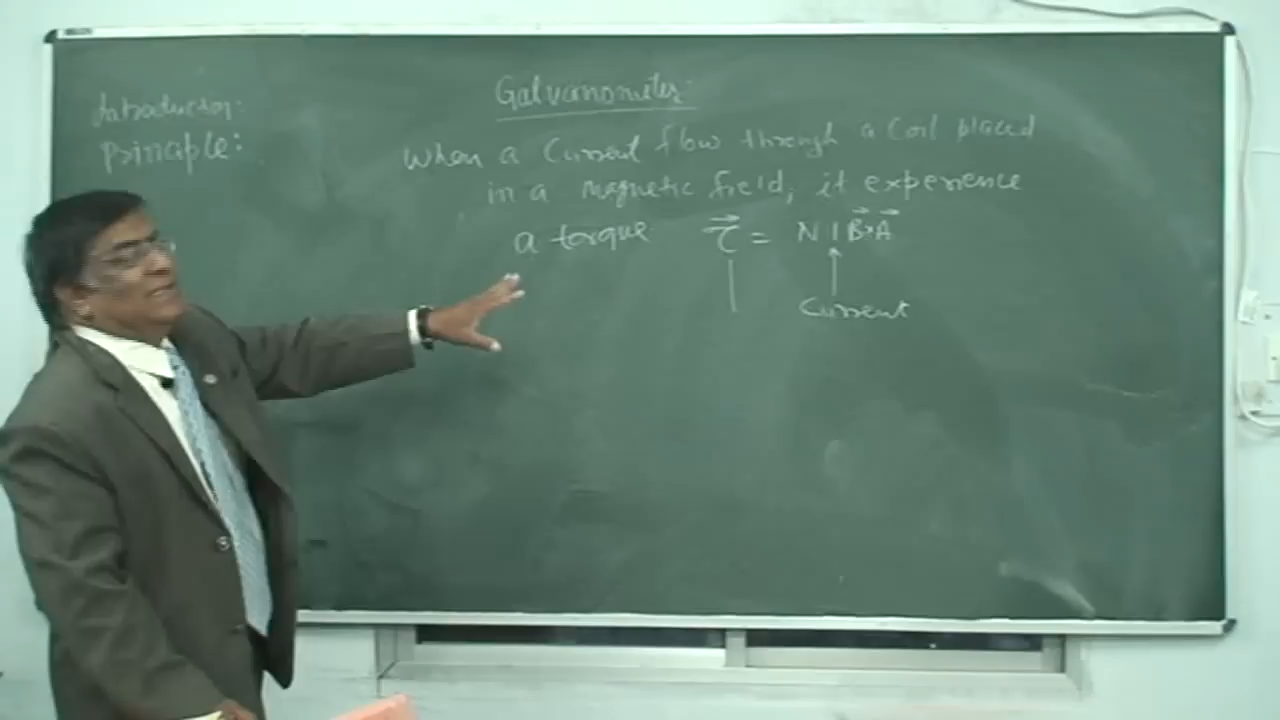 Galvanometer:
Introduction:
Principle:
When a Current flow through a Coil placed
in a magnetic field, it experience
a torque τ⃗ = N I B⃗×A⃗
Current